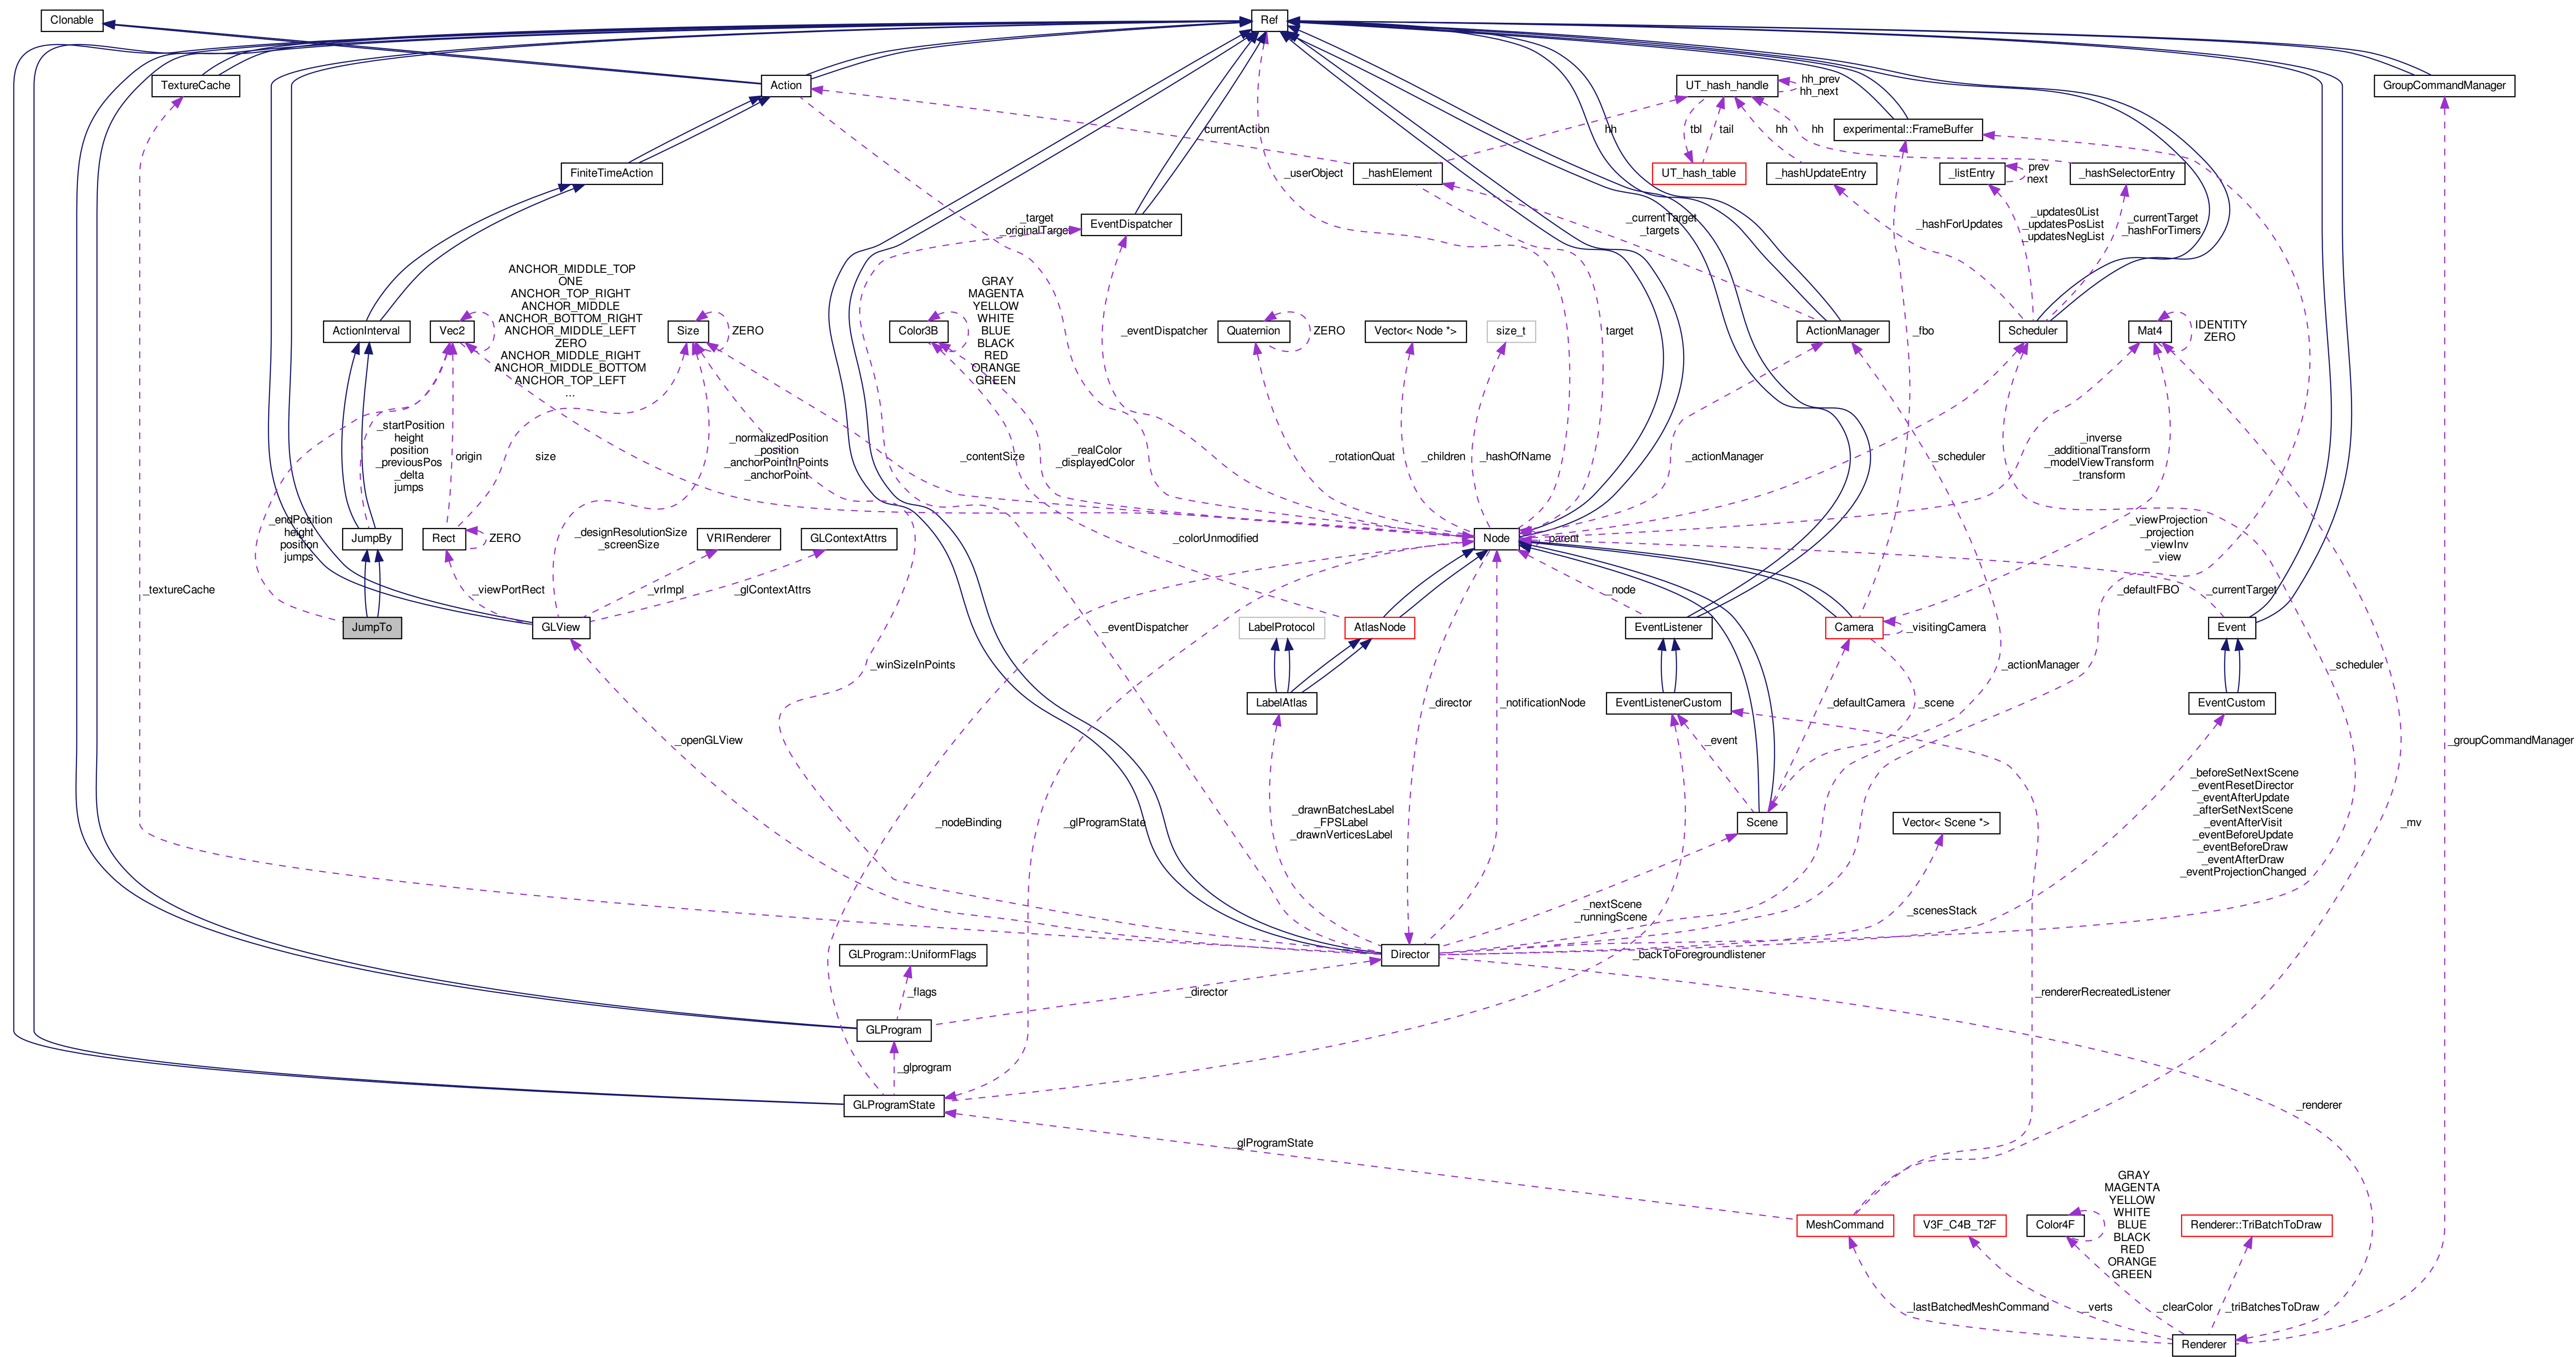 Clonable
Ref
TextureCache
Action
UT_hash_handle
hh_prev
hh_next
GroupCommandManager
experimental::FrameBuffer
currentAction
hh
tbl
tail
hh
hh
FiniteTimeAction
_userObject
_hashElement
UT_hash_table
_hashUpdateEntry
_listEntry
prev
next
_hashSelectorEntry
EventDispatcher
_target
_originalTarget
_currentTarget
_targets
_hashForUpdates
_updates0List
_updatesPosList
_updatesNegList
_currentTarget
_hashForTimers
ActionInterval
Vec2
ANCHOR_MIDDLE_TOP
ONE
ANCHOR_TOP_RIGHT
ANCHOR_MIDDLE
ANCHOR_BOTTOM_RIGHT
ANCHOR_MIDDLE_LEFT
ZERO
ANCHOR_MIDDLE_RIGHT
ANCHOR_MIDDLE_BOTTOM
ANCHOR_TOP_LEFT
...
Size
ZERO
Color3B
GRAY
MAGENTA
YELLOW
WHITE
BLUE
BLACK
RED
ORANGE
GREEN
_eventDispatcher
Quaternion
ZERO
Vector< Node *>
size_t
target
ActionManager
_fbo
Scheduler
Mat4
IDENTITY
ZERO
_startPosition
height
position
_previousPos
_delta
jumps
origin
size
_normalizedPosition
_position
_anchorPointInPoints
_anchorPoint
_contentSize
_realColor
_displayedColor
_rotationQuat
_children
_hashOfName
_actionManager
_scheduler
_inverse
_additionalTransform
_modelViewTransform
_transform
_endPosition
height
position
jumps
JumpBy
Rect
ZERO
_designResolutionSize
_screenSize
VRIRenderer
GLContextAttrs
_colorUnmodified
Node
_parent
_viewProjection
_projection
_viewInv
_view
_textureCache
_viewPortRect
_vrImpl
_glContextAttrs
_node
_defaultFBO
_currentTarget
JumpTo
GLView
_eventDispatcher
LabelProtocol
AtlasNode
EventListener
Camera
_visitingCamera
Event
_winSizeInPoints
_actionManager
_scheduler
LabelAtlas
_director
_notificationNode
EventListenerCustom
_defaultCamera
_scene
EventCustom
_openGLView
_event
_groupCommandManager
_nodeBinding
_glProgramState
_drawnBatchesLabel
_FPSLabel
_drawnVerticesLabel
Scene
Vector< Scene *>
_beforeSetNextScene
_eventResetDirector
_eventAfterUpdate
_afterSetNextScene
_eventAfterVisit
_eventBeforeUpdate
_eventBeforeDraw
_eventAfterDraw
_eventProjectionChanged
_mv
_nextScene
_runningScene
_scenesStack
GLProgram::UniformFlags
Director
_backToForegroundlistener
_flags
_director
_rendererRecreatedListener
GLProgram
_glprogram
GLProgramState
_renderer
_glProgramState
MeshCommand
V3F_C4B_T2F
Color4F
GRAY
MAGENTA
YELLOW
WHITE
BLUE
BLACK
RED
ORANGE
GREEN
Renderer::TriBatchToDraw
_lastBatchedMeshCommand
_verts
_clearColor
_triBatchesToDraw
Renderer